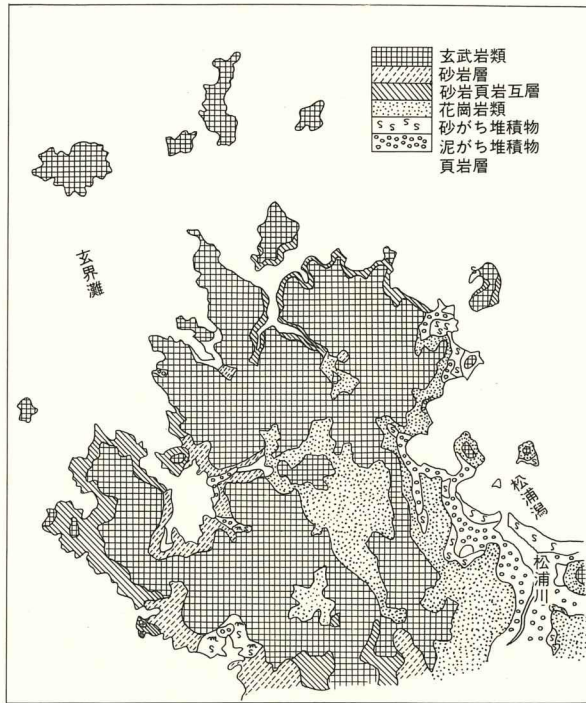 玄武岩類
砂岩層
砂岩頁岩互層
花崗岩類
砂がち堆積物
泥がち堆積物
頁岩層
玄界灘
松浦潟
松浦川